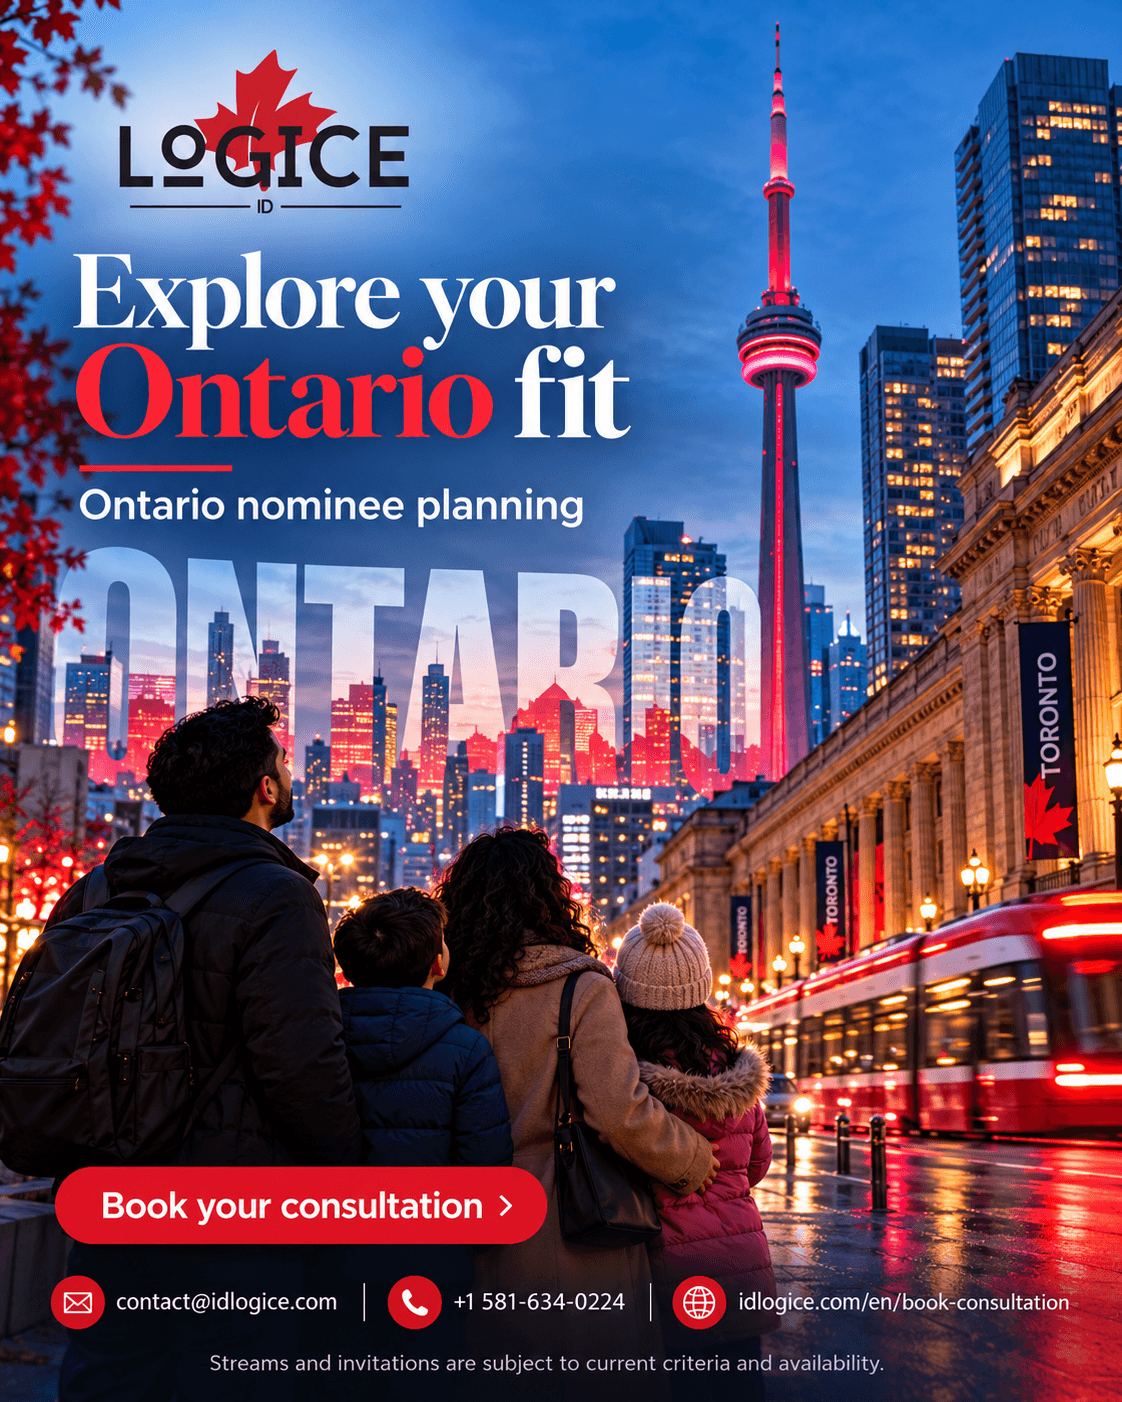 LOGICE
ID
Explore your
Ontario fit
Ontario nominee planning
ONTARIO
TORONTO
TORONTO
TORONTO
Book your consultation >
contact@idlogice.com
+1 581-634-0224
idlogice.com/en/book-consultation
Streams and invitations are subject to current criteria and availability.